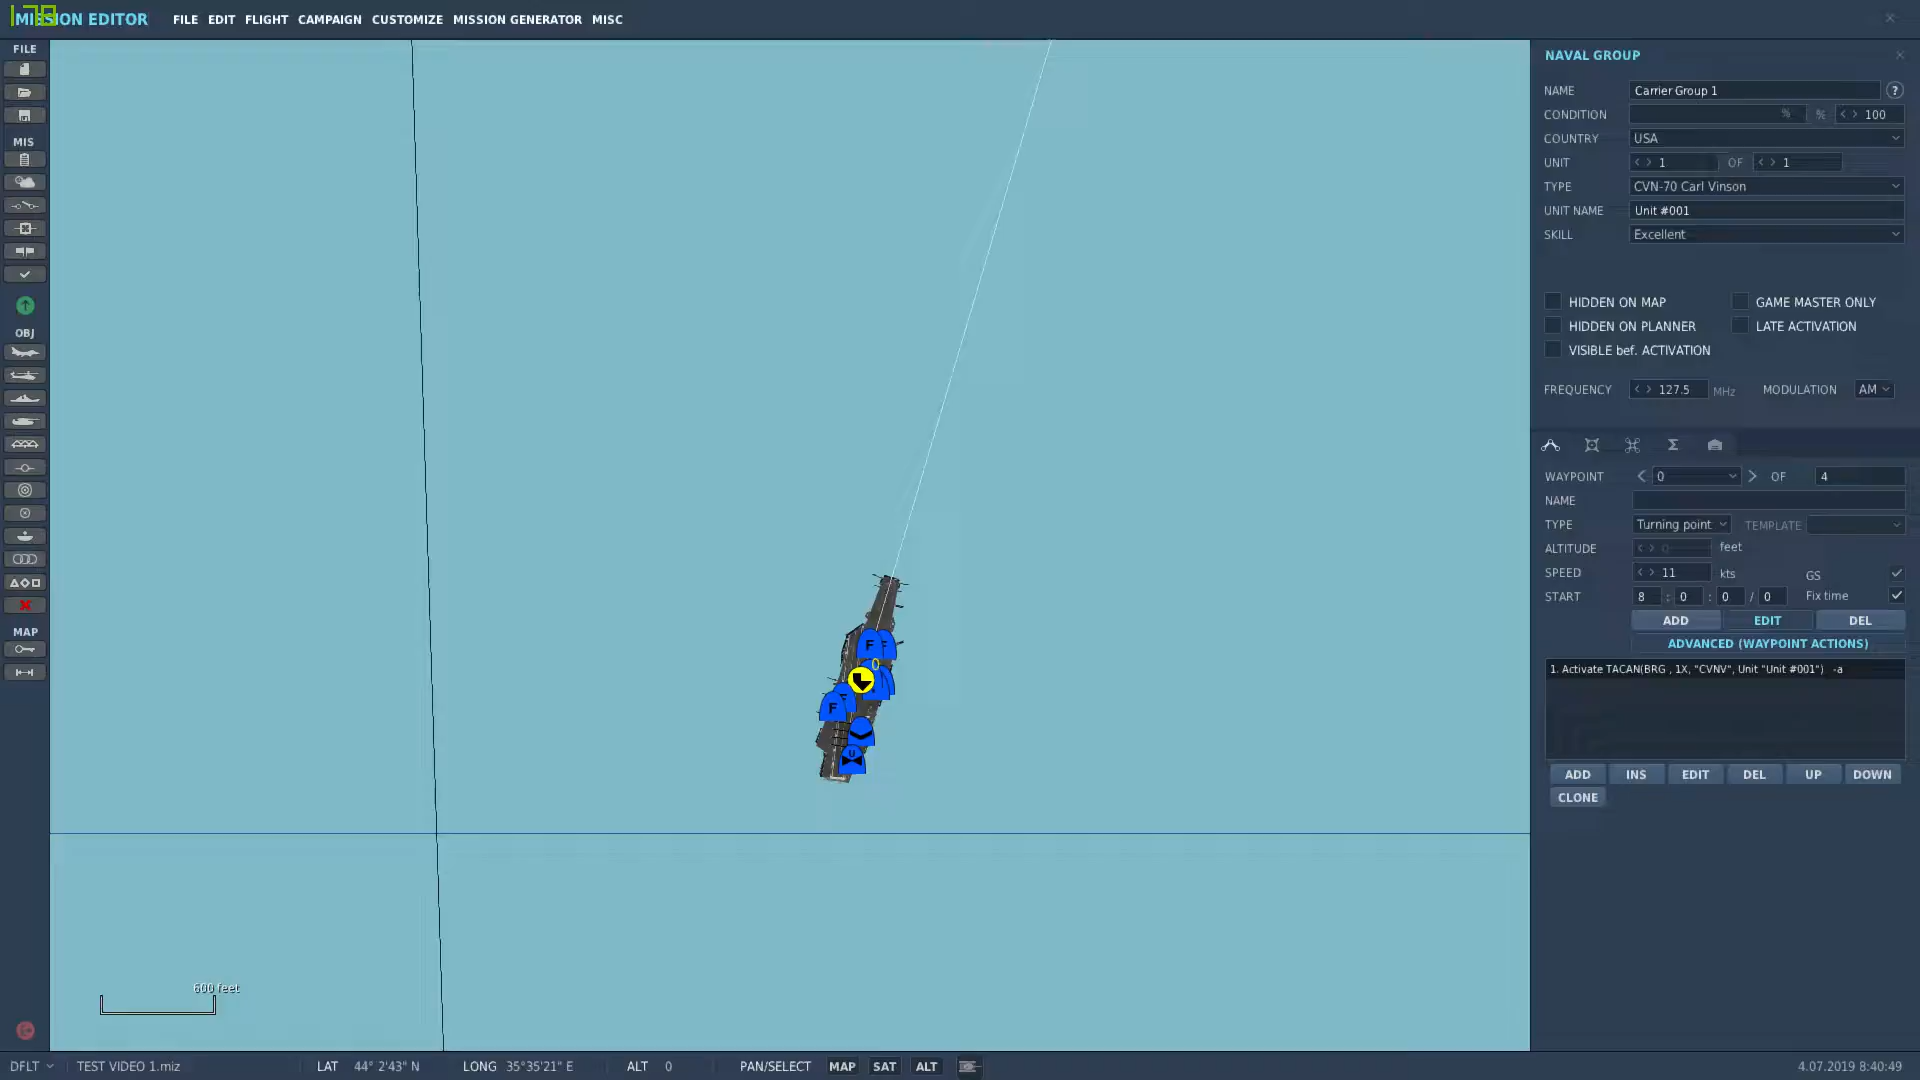 178
MISSION EDITOR FILE EDIT FLIGHT CAMPAIGN CUSTOMIZE MISSION GENERATOR MISC
FILE
MIS
OBJ
MAP
F F
0
F F
U
600 feet
NAVAL GROUP
NAME Carrier Group 1 ?
CONDITION % % < > 100
COUNTRY USA
UNIT < > 1 OF < > 1
TYPE CVN-70 Carl Vinson
UNIT NAME Unit #001
SKILL Excellent
HIDDEN ON MAP GAME MASTER ONLY
HIDDEN ON PLANNER LATE ACTIVATION
VISIBLE bef. ACTIVATION
FREQUENCY < > 127.5 MHz MODULATION AM
Σ
WAYPOINT < 0 > OF 4
NAME
TYPE Turning point TEMPLATE
ALTITUDE < > 0 feet
SPEED < > 11 kts GS
START 8 : 0 : 0 / 0 Fix time
ADD EDIT DEL
ADVANCED (WAYPOINT ACTIONS)
1. Activate TACAN(BRG , 1X, "CVNV", Unit "Unit #001") -a
ADD INS EDIT DEL UP DOWN
CLONE
DFLT TEST VIDEO 1.miz LAT 44° 2'43" N LONG 35°35'21" E ALT 0 PAN/SELECT MAP SAT ALT 4.07.2019 8:40:49